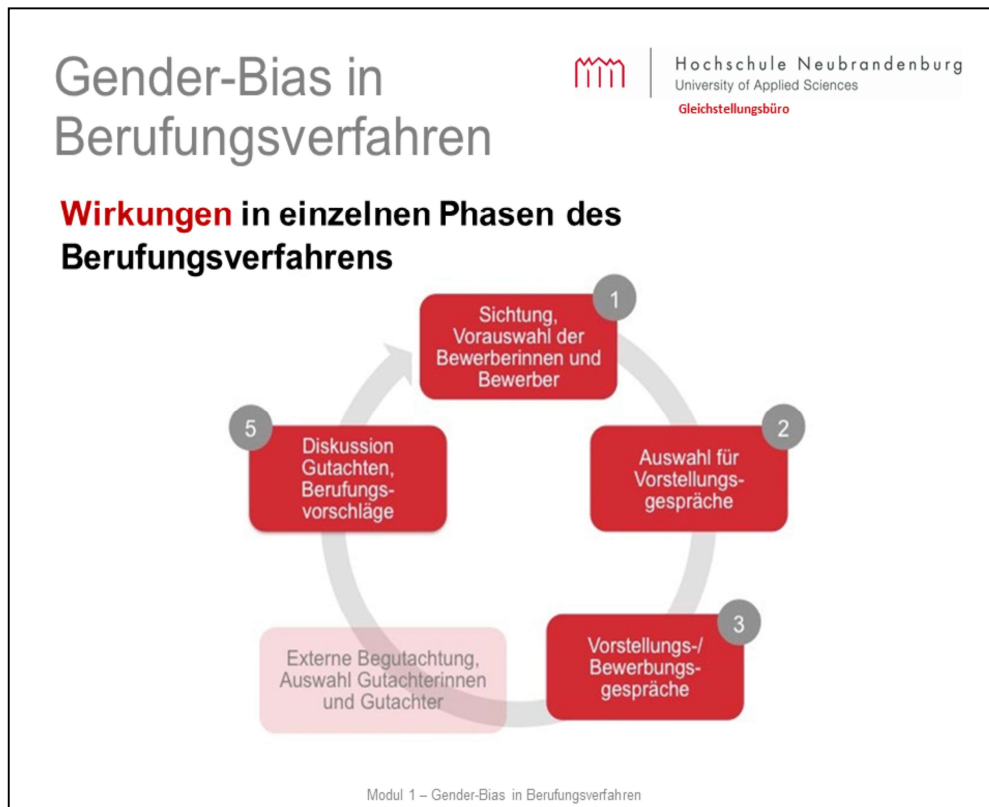 Gender-Bias in
Berufungsverfahren
Hochschule Neubrandenburg
University of Applied Sciences
Gleichstellungsbüro
Wirkungen in einzelnen Phasen des
Berufungsverfahrens
1
Sichtung,
Vorauswahl der
Bewerberinnen und
Bewerber
2
Auswahl für
Vorstellungs-
gespräche
3
Vorstellungs-/
Bewerbungs-
gespräche
Externe Begutachtung,
Auswahl Gutachterinnen
und Gutachter
5
Diskussion
Gutachten,
Berufungs-
vorschläge
Modul 1 – Gender-Bias in Berufungsverfahren